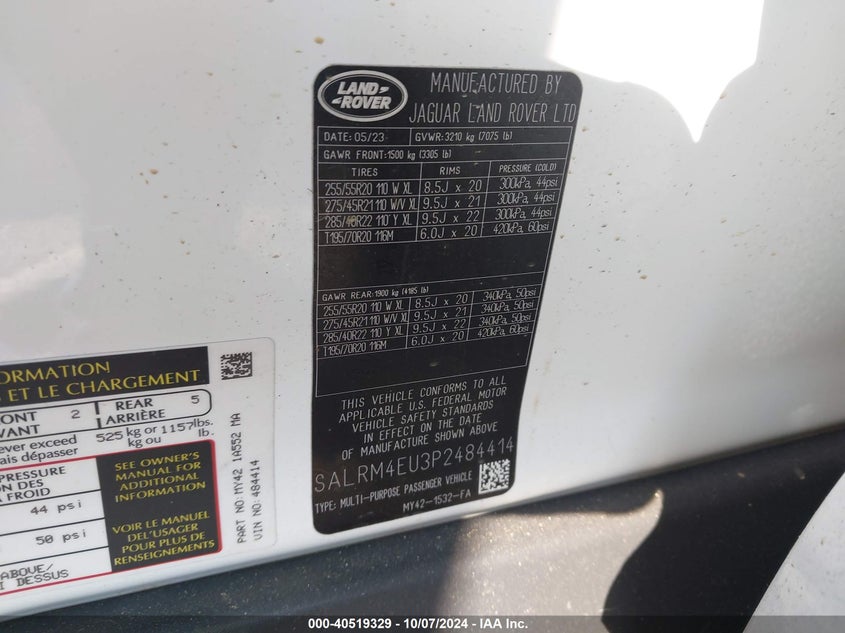 LAND
ROVER
MANUFACTURED BY
JAGUAR LAND ROVER LTD
DATE: 05/23 GVWR: 3210 kg (7075 lb)
GAWR FRONT: 1500 kg (3305 lb)
TIRES RIMS PRESSURE (COLD)
255/55R20 110 W XL 8.5J x 20 300kPa, 44psi
275/45R21 110 W/V XL 9.5J x 21 300kPa, 44psi
285/40R22 110 Y XL 9.5J x 22 300kPa, 44psi
T195/70R20 116M 6.0J x 20 420kPa, 60psi
GAWR REAR: 1900 kg (4185 lb)
255/55R20 110 W XL 8.5J x 20 340kPa, 50psi
275/45R21 110 W/V XL 9.5J x 21 340kPa, 50psi
285/40R22 110 Y XL 9.5J x 22 340kPa, 50psi
T195/70R20 116M 6.0J x 20 420kPa, 60psi
THIS VEHICLE CONFORMS TO ALL
APPLICABLE U.S. FEDERAL MOTOR
VEHICLE SAFETY STANDARDS
IN EFFECT ON THE DATE
OF MANUFACTURE SHOWN ABOVE
SALRM4EU3P2484414
TYPE: MULTI-PURPOSE PASSENGER VEHICLE
MY42-1532-FA
FORMATION
ET LE CHARGEMENT
ONT 2 REAR 5
VANT ARRIÈRE
ever exceed 525 kg or 1157lbs.
ais dépasser kg ou lb.
PRESSURE
ON DES
À FROID
44 psi
50 psi
SEE OWNER'S
MANUAL FOR
ADDITIONAL
INFORMATION
VOIR LE MANUEL
DE L'USAGER
POUR PLUS DE
RENSEIGNEMENTS
ABOVE/
DESSUS
PART NO: MY42 1A552 MA
VIN NO: 484414
000-40519329 - 10/07/2024 - IAA Inc.